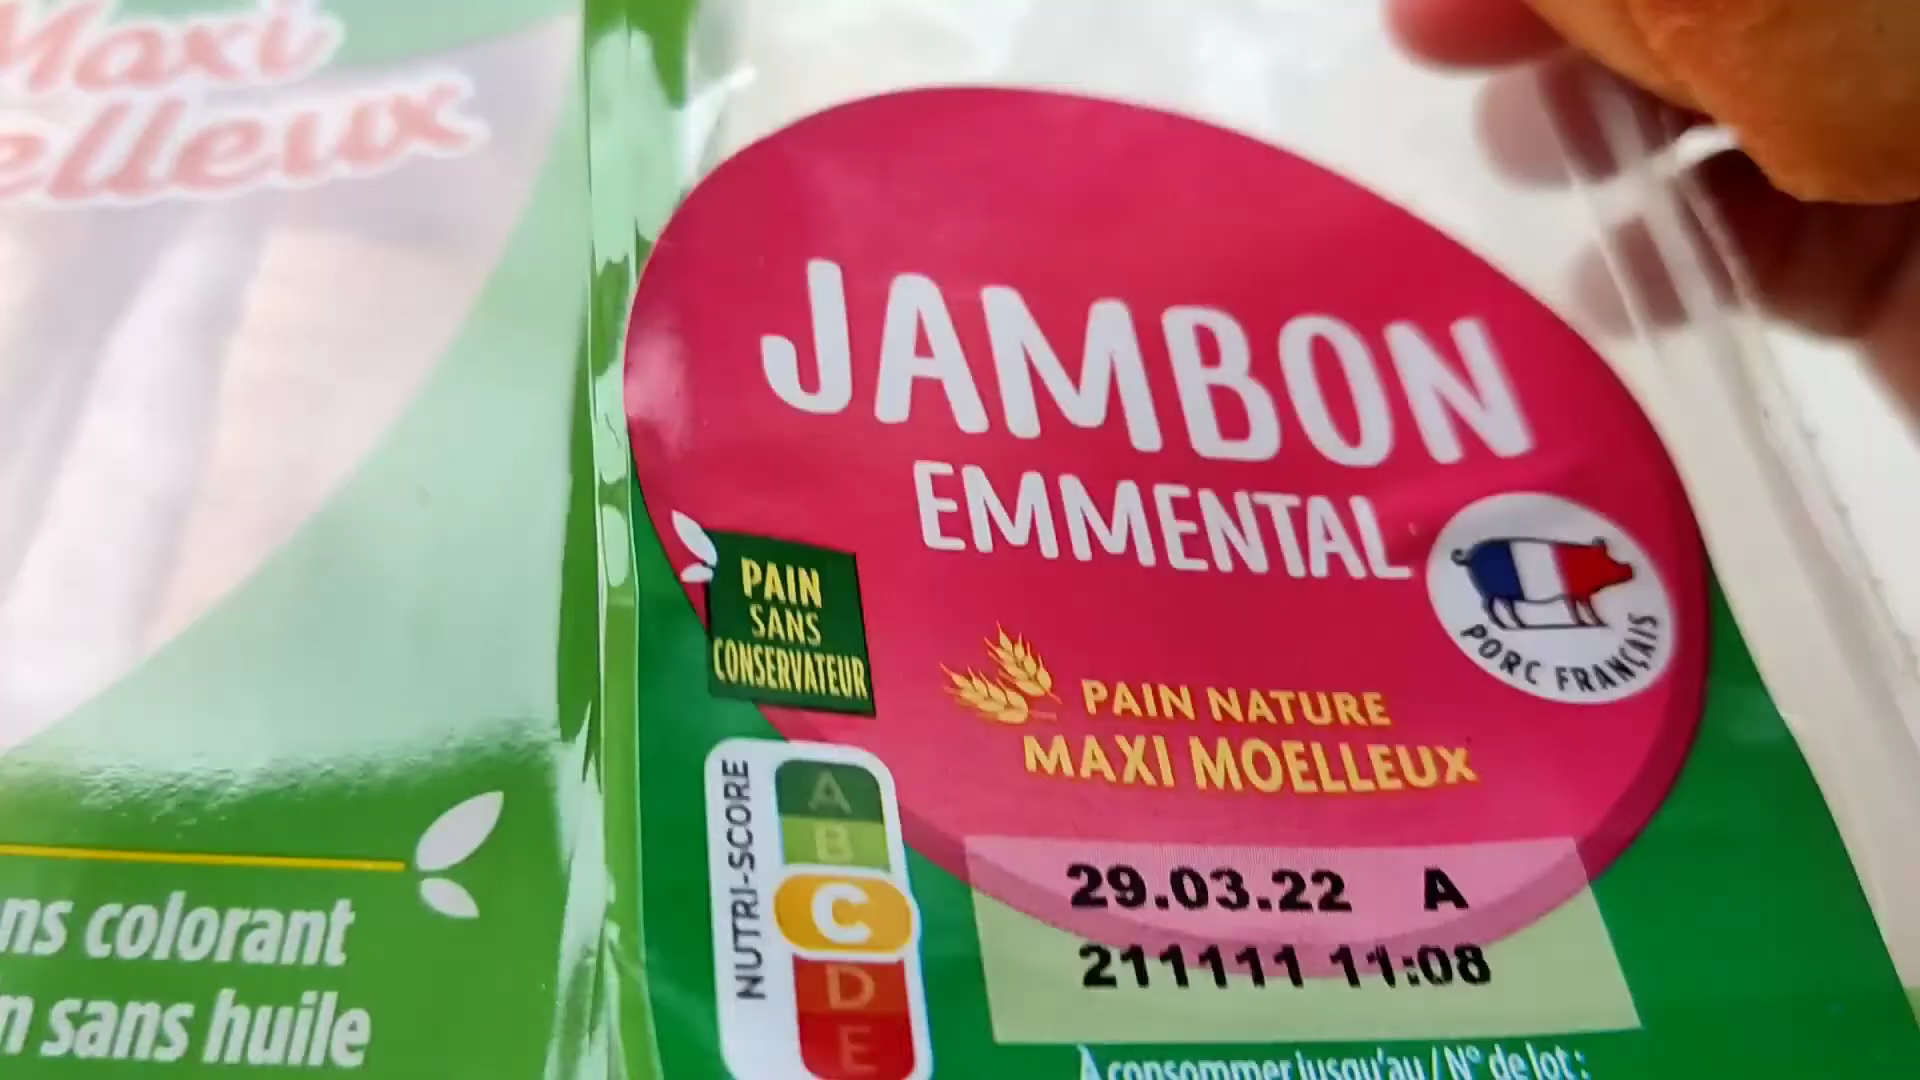 Maxi
elleux
ns colorant
n sans huile
JAMBON
EMMENTAL
PAIN
SANS
CONSERVATEUR
PORC FRANÇAIS
PAIN NATURE
MAXI MOELLEUX
NUTRI-SCORE
A
B
C
D
E
29.03.22 A
211111 11:08
À consommer jusqu'au / N° de lot :